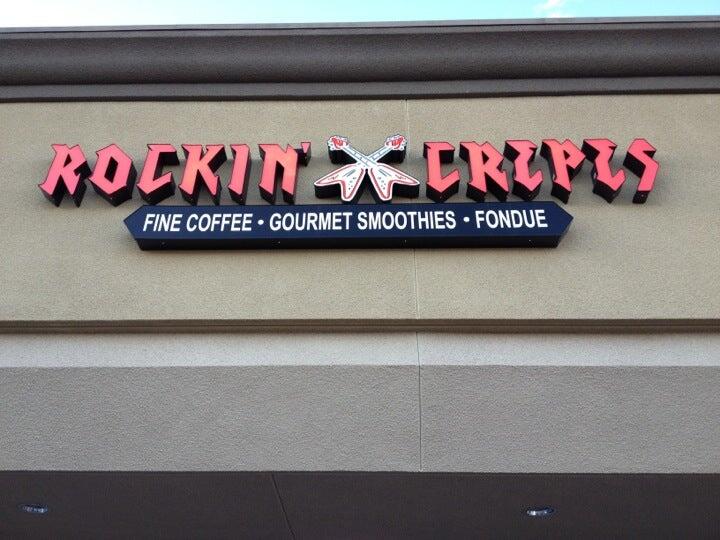 ROCKIN' CREPES
FINE COFFEE • GOURMET SMOOTHIES • FONDUE